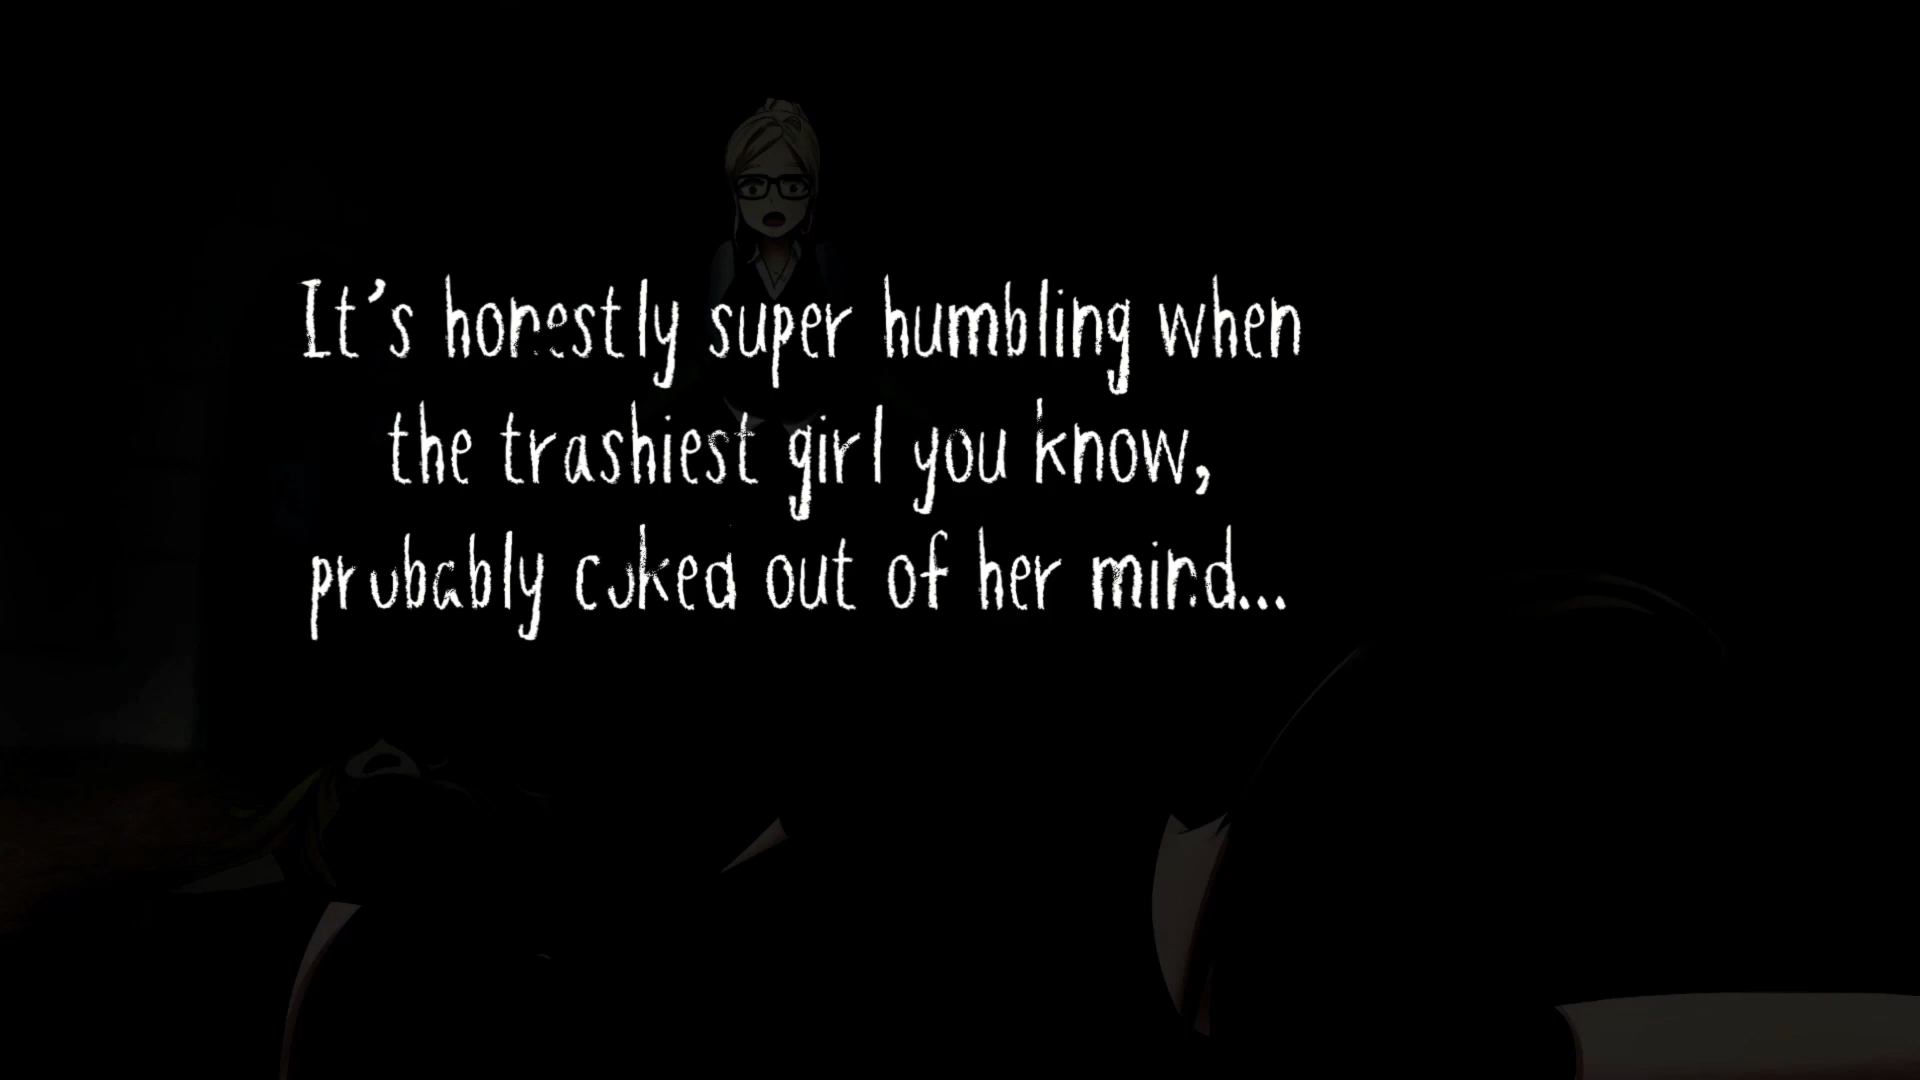 It's honestly super humbling when
the trashiest girl you know,
probably coked out of her mind...